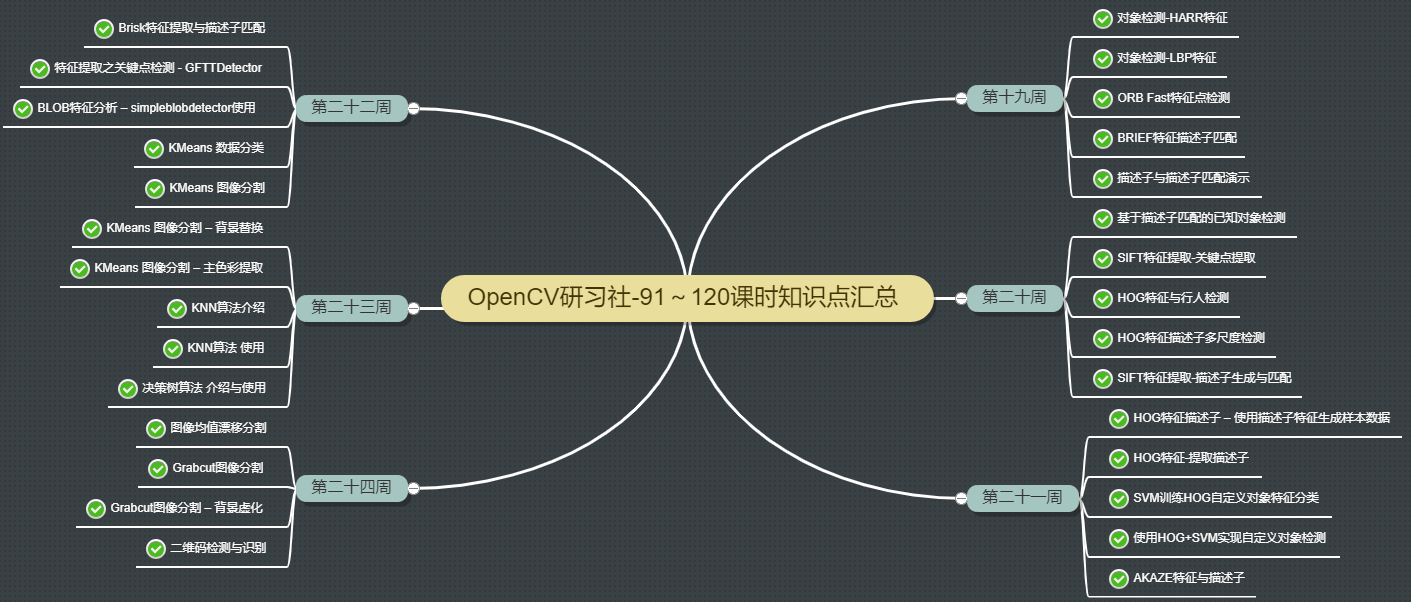 OpenCV研习社-91～120课时知识点汇总
第十九周
对象检测-HARR特征
对象检测-LBP特征
ORB Fast特征点检测
BRIEF特征描述子匹配
描述子与描述子匹配演示
第二十周
基于描述子匹配的已知对象检测
SIFT特征提取-关键点提取
HOG特征与行人检测
HOG特征描述子多尺度检测
SIFT特征提取-描述子生成与匹配
第二十一周
HOG特征描述子 – 使用描述子特征生成样本数据
HOG特征-提取描述子
SVM训练HOG自定义对象特征分类
使用HOG+SVM实现自定义对象检测
AKAZE特征与描述子
第二十二周
Brisk特征提取与描述子匹配
特征提取之关键点检测 - GFTTDetector
BLOB特征分析 – simpleblobdetector使用
KMeans 数据分类
KMeans 图像分割
第二十三周
KMeans 图像分割 – 背景替换
KMeans 图像分割 – 主色彩提取
KNN算法介绍
KNN算法 使用
决策树算法 介绍与使用
第二十四周
图像均值漂移分割
Grabcut图像分割
Grabcut图像分割 – 背景虚化
二维码检测与识别